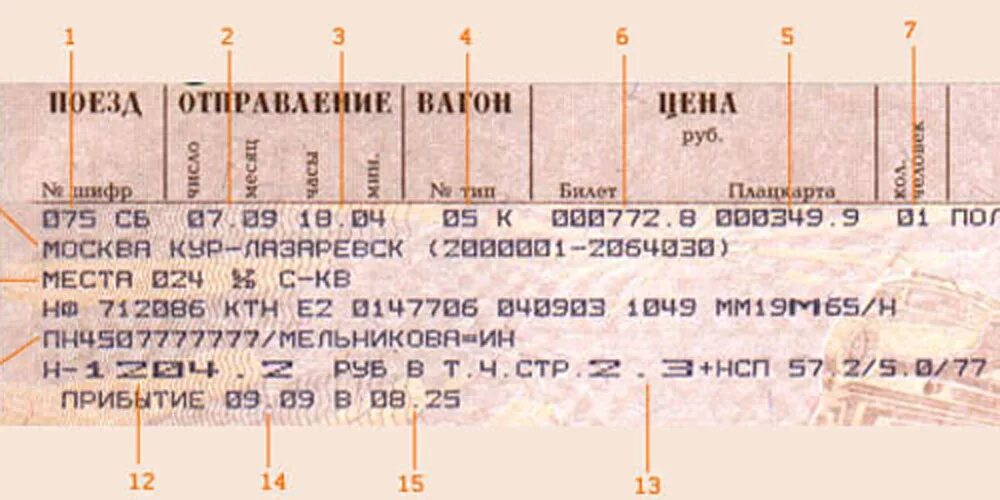 1 2 3 4 6 5 7
ПОЕЗД ОТПРАВЛЕНИЕ ВАГОН ЦЕНА
руб.
№ шифр число месяц часы мин. № тип Билет Плацкарта кол. человек
075 СБ 07.09 18.04 05 К 000772.8 000349.9 01 ПОЛ
МОСКВА КУР-ЛАЗАРЕВСК (2000001-2064030)
МЕСТА 024 С-КВ
НФ 712086 КТН Е2 0147706 040903 1049 ММ19М65/Н
ПН4507777777/МЕЛЬНИКОВА=ИН
Н-1204.2 РУБ В Т.Ч.СТР.2.3+НСП 57.2/5.0/77
ПРИБЫТИЕ 09.09 В 08.25
12 14 15 13